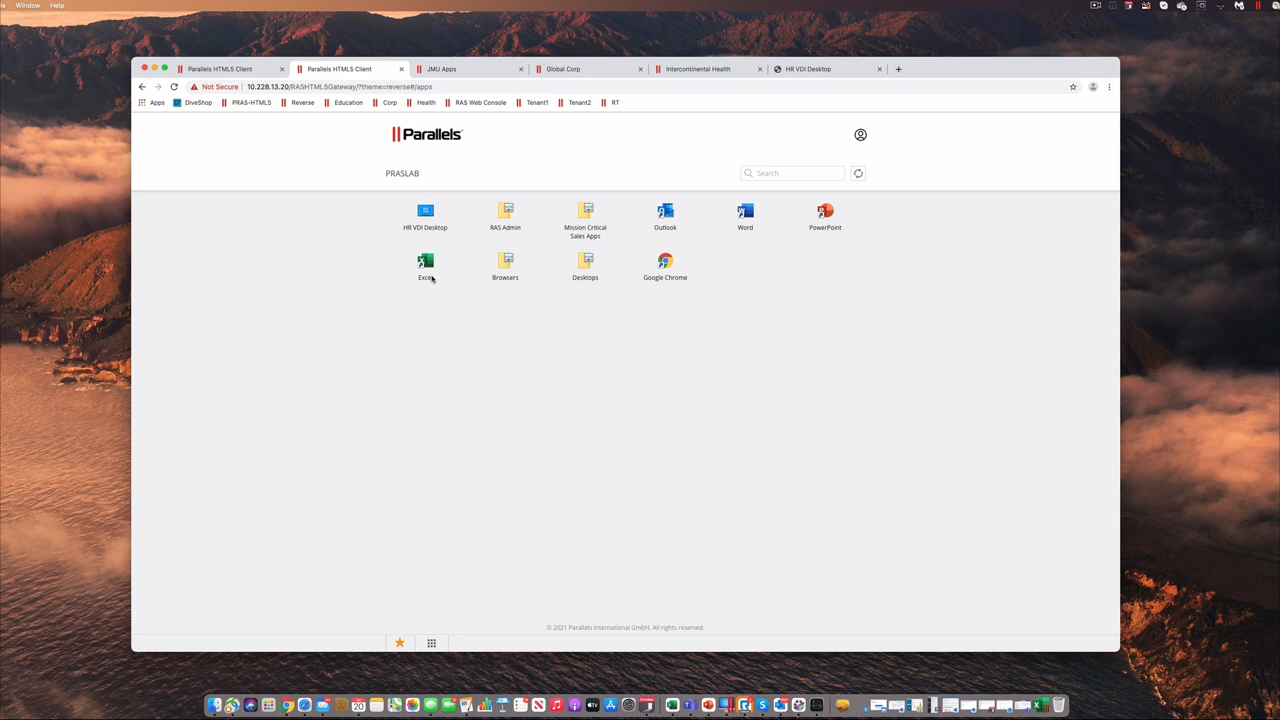 Window Help
Parallels HTML5 Client
Parallels HTML5 Client
JMU Apps
Global Corp
Intercontinental Health
HR VDI Desktop
Not Secure 10.228.13.20/RASHTML5Gateway/?theme=reverse#/apps
Apps DiveShop PRAS-HTML5 Reverse Education Corp Health RAS Web Console Tenant1 Tenant2 RT
Parallels
PRASLAB
Search
HR VDI Desktop
RAS Admin
Mission Critical
Sales Apps
Outlook
Word
PowerPoint
Excel
Browsers
Desktops
Google Chrome
© 2021 Parallels International GmbH. All rights reserved.
20